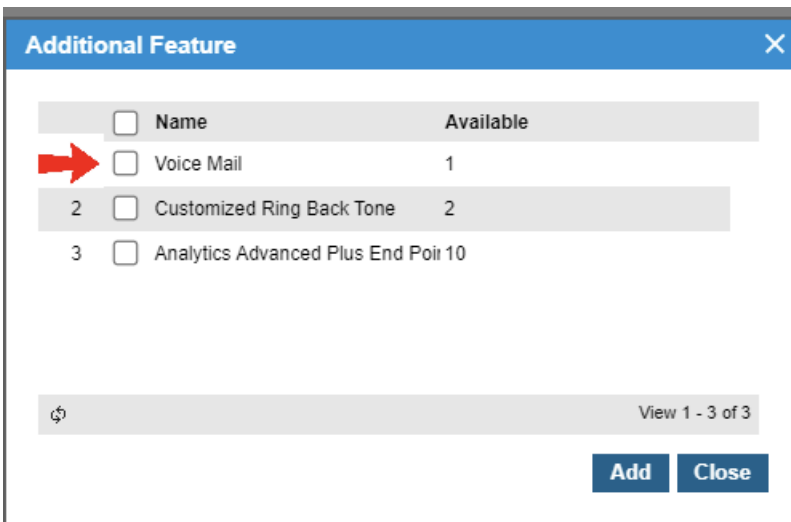 Additional Feature
Name Available
Voice Mail 1
2 Customized Ring Back Tone 2
3 Analytics Advanced Plus End Poi 10
View 1 - 3 of 3
Add Close